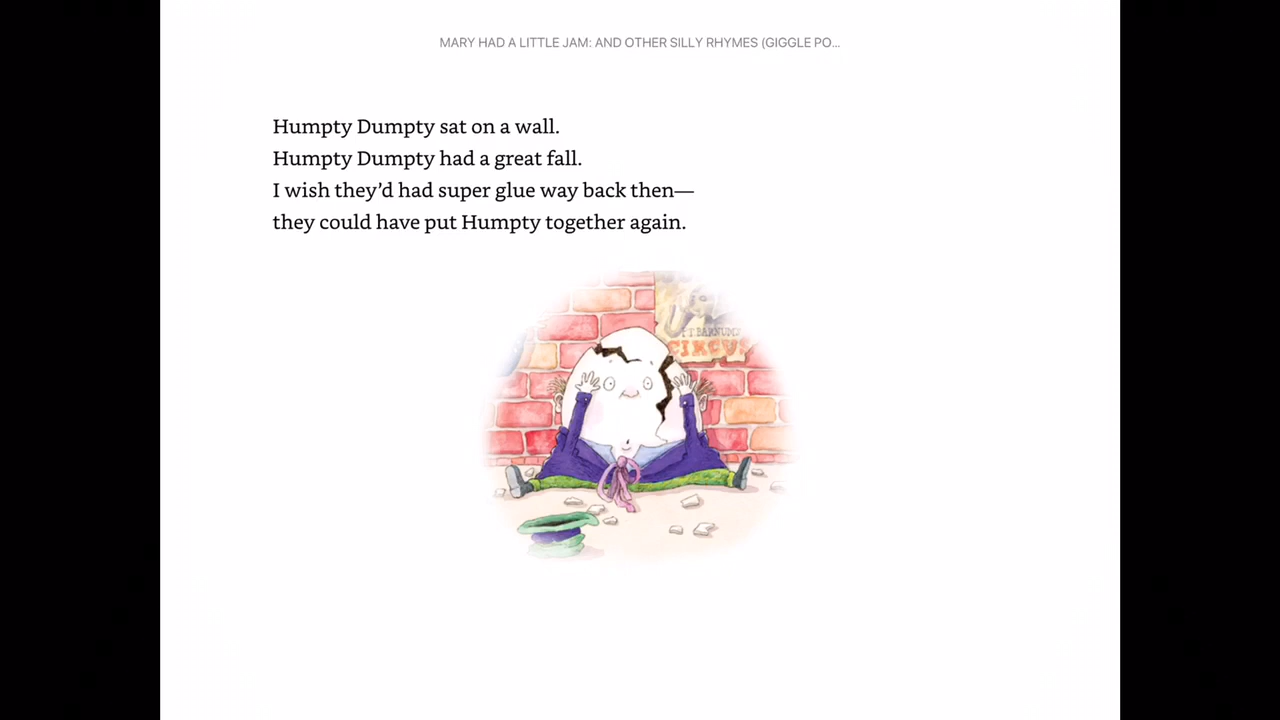 MARY HAD A LITTLE JAM: AND OTHER SILLY RHYMES (GIGGLE PO...
Humpty Dumpty sat on a wall.
Humpty Dumpty had a great fall.
I wish they’d had super glue way back then—
they could have put Humpty together again.
P.T. BARNUM'S
CIRCUS